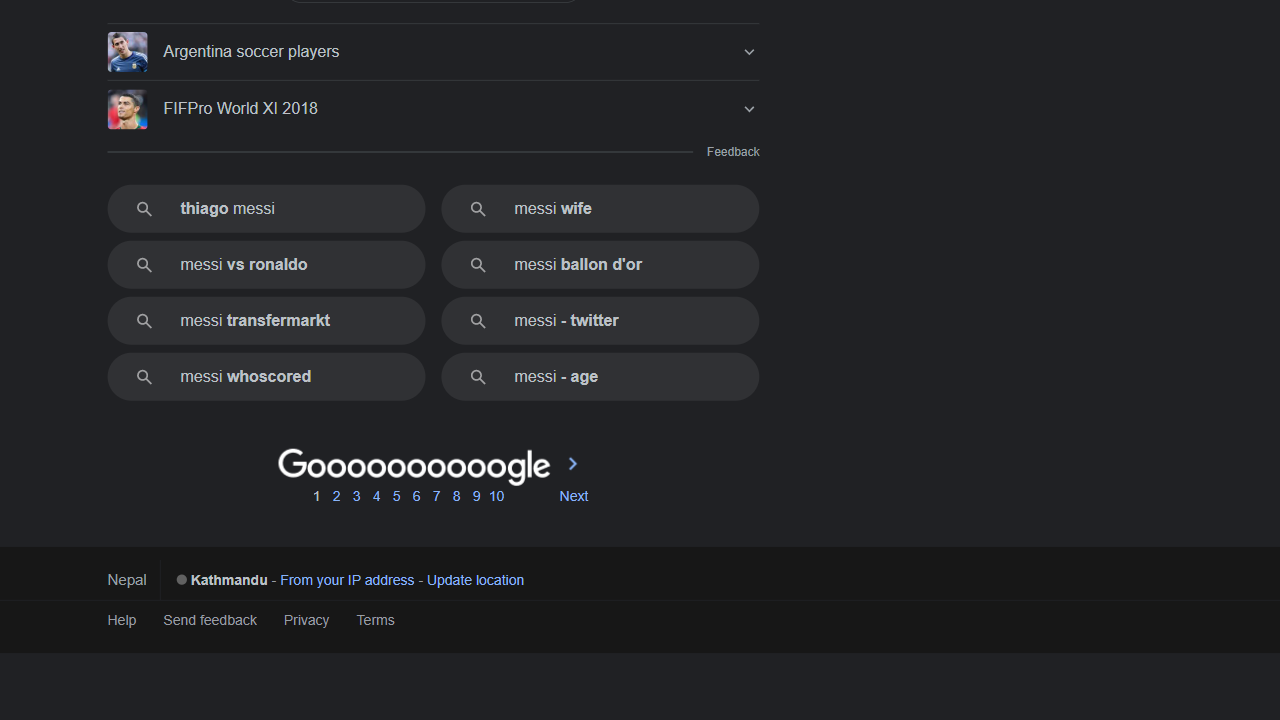 Argentina soccer players
FIFPro World XI 2018
Feedback
thiago messi
messi wife
messi vs ronaldo
messi ballon d'or
messi transfermarkt
messi - twitter
messi whoscored
messi - age
Goooooooooogle
1 2 3 4 5 6 7 8 9 10 Next
Nepal Kathmandu - From your IP address - Update location
Help Send feedback Privacy Terms